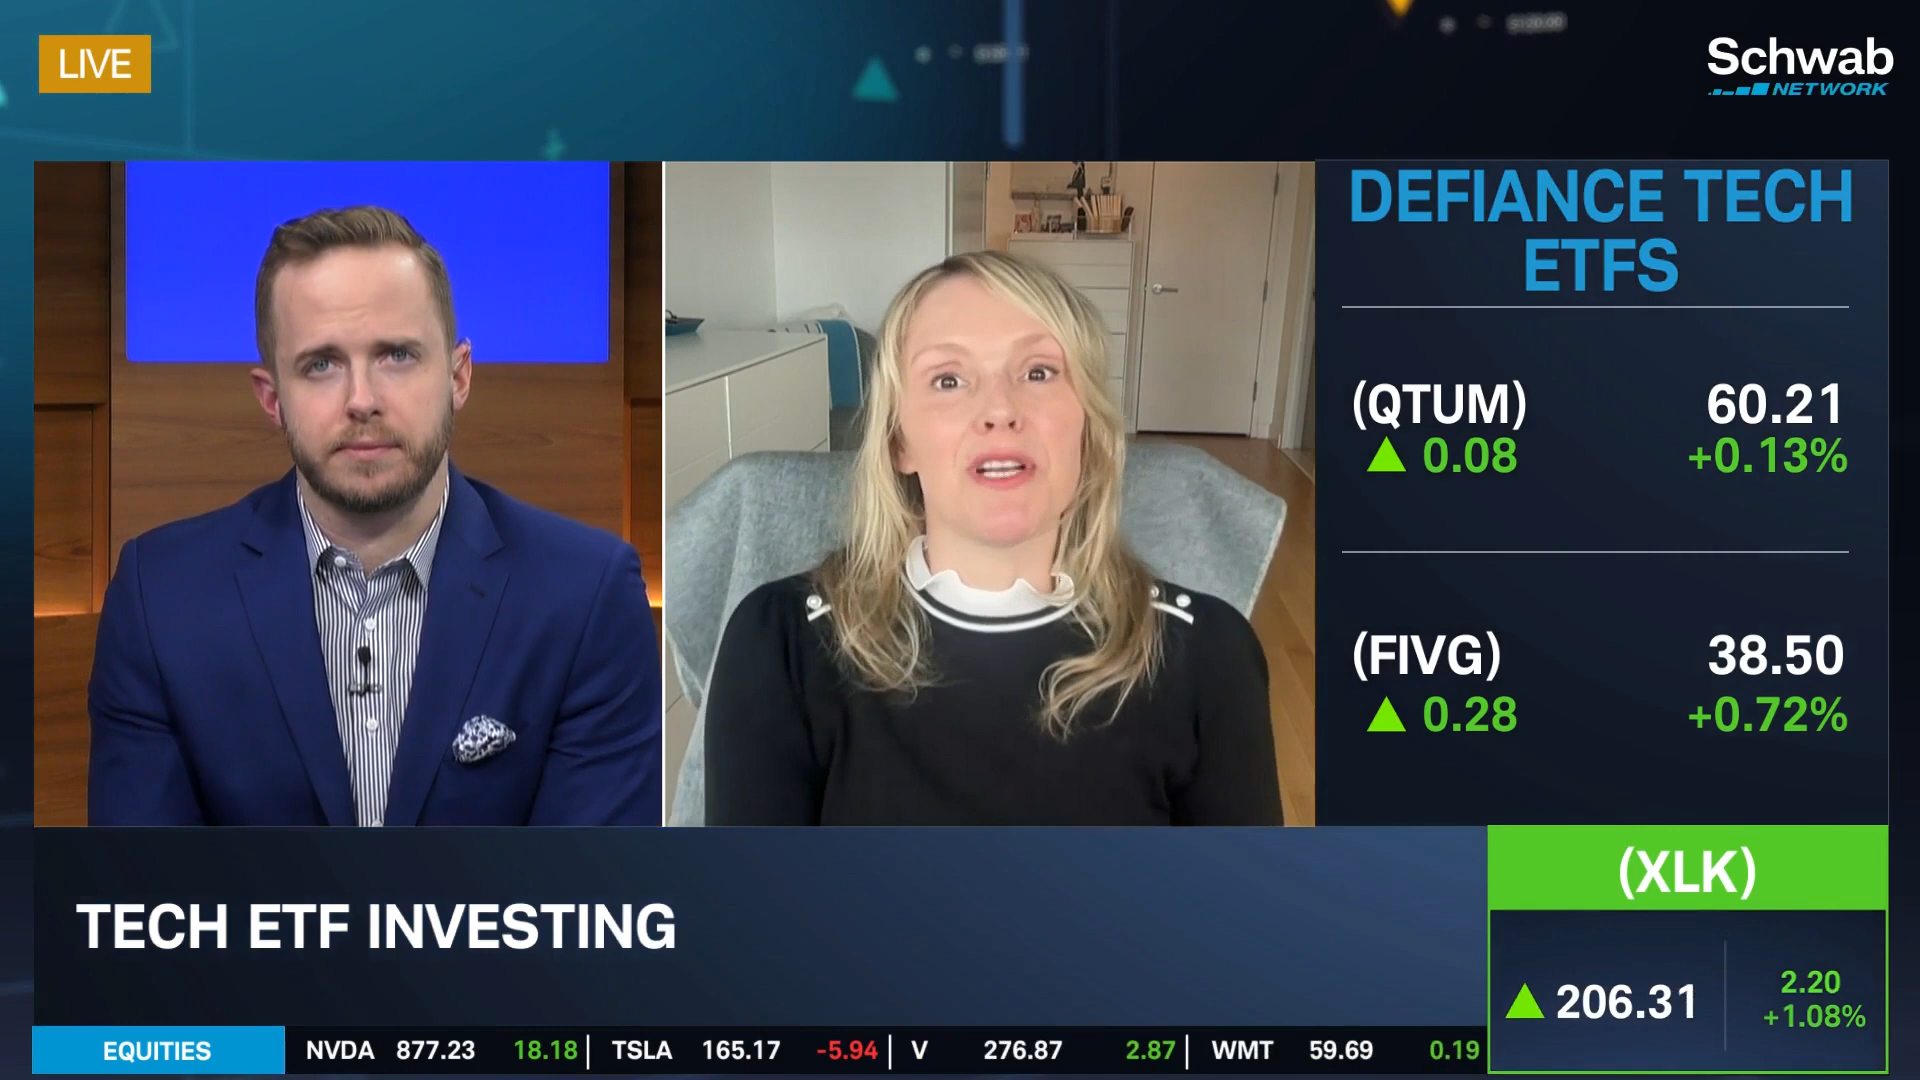 LIVE
Schwab
NETWORK
DEFIANCE TECH
ETFS
(QTUM) 60.21
▲ 0.08 +0.13%
(FIVG) 38.50
▲ 0.28 +0.72%
TECH ETF INVESTING
(XLK)
▲ 206.31 2.20
+1.08%
EQUITIES NVDA 877.23 18.18 | TSLA 165.17 -5.94 | V 276.87 2.87 | WMT 59.69 0.19